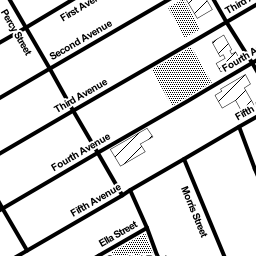 Percy Street
First Avenue
Third
Second Avenue
Third Avenue
Fourth A
Fourth Avenue
Fifth
Fifth Avenue
Morris Street
Ella Street